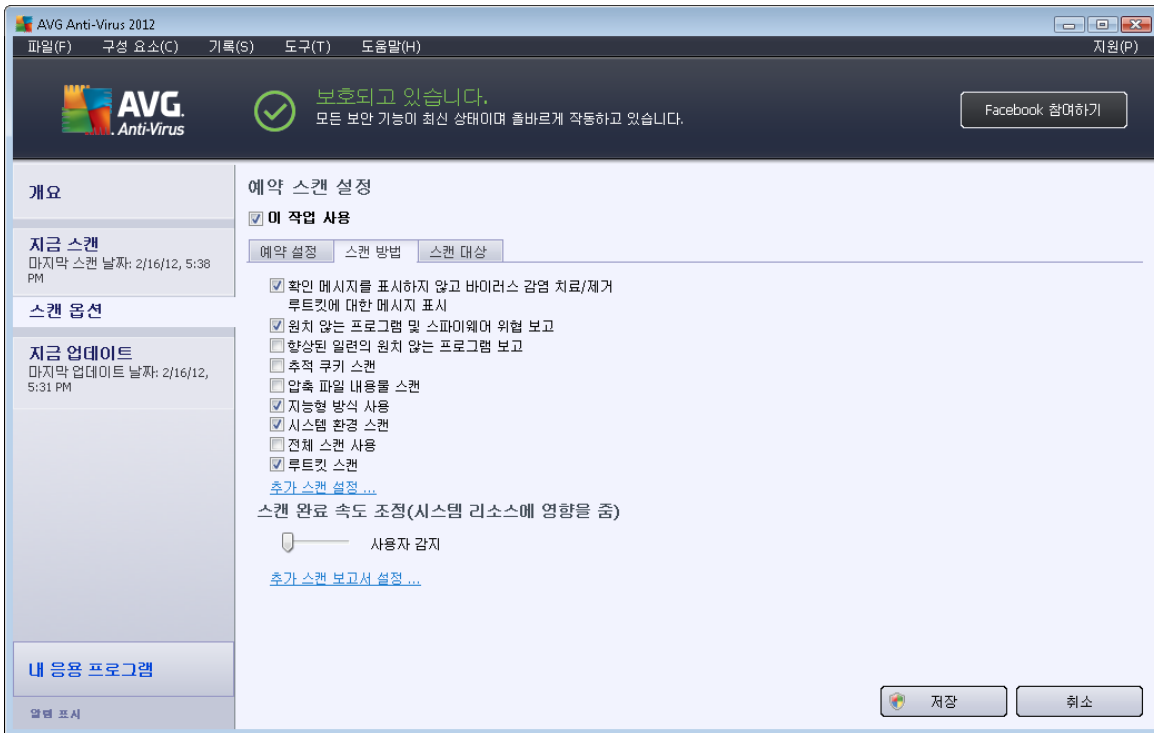 AVG Anti-Virus 2012
파일(F) 구성 요소(C) 기록(S) 도구(T) 도움말(H) 지원(P)
AVG.
Anti-Virus
보호되고 있습니다.
모든 보안 기능이 최신 상태이며 올바르게 작동하고 있습니다.
Facebook 참여하기
개요
지금 스캔
마지막 스캔 날짜: 2/16/12, 5:38
PM
스캔 옵션
지금 업데이트
마지막 업데이트 날짜: 2/16/12,
5:31 PM
내 응용 프로그램
알림 표시
예약 스캔 설정
이 작업 사용
예약 설정 스캔 방법 스캔 대상
확인 메시지를 표시하지 않고 바이러스 감염 치료/제거
루트킷에 대한 메시지 표시
원치 않는 프로그램 및 스파이웨어 위협 보고
향상된 일련의 원치 않는 프로그램 보고
추적 쿠키 스캔
압축 파일 내용물 스캔
지능형 방식 사용
시스템 환경 스캔
전체 스캔 사용
루트킷 스캔
추가 스캔 설정 ...
스캔 완료 속도 조정(시스템 리소스에 영향을 줌)
사용자 감지
추가 스캔 보고서 설정 ...
저장 취소